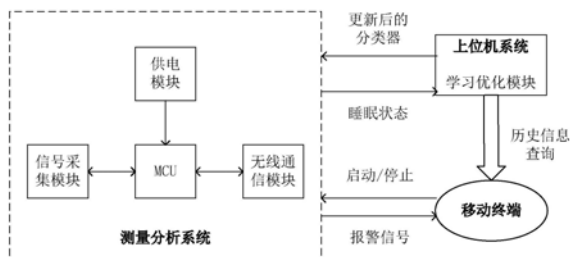 更新后的
分类器
上位机系统
学习优化模块
供电
模块
睡眠状态
历史信息
查询
信号采
集模块
MCU
无线通
信模块
启动/停止
移动终端
测量分析系统
报警信号